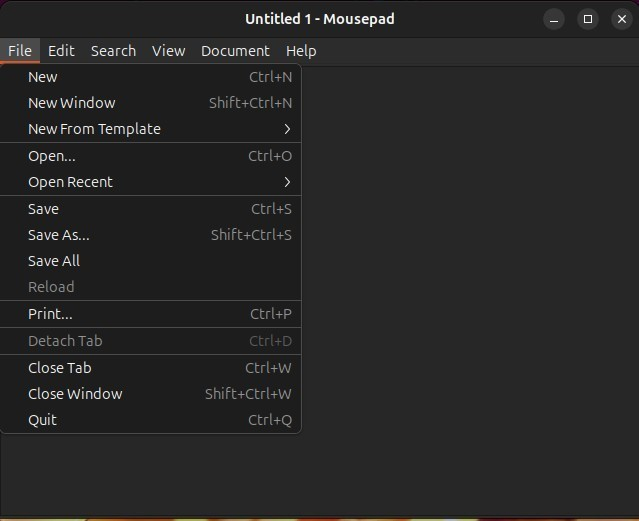 Untitled 1 - Mousepad
File Edit Search View Document Help
New Ctrl+N
New Window Shift+Ctrl+N
New From Template
Open... Ctrl+O
Open Recent
Save Ctrl+S
Save As... Shift+Ctrl+S
Save All
Reload
Print... Ctrl+P
Detach Tab Ctrl+D
Close Tab Ctrl+W
Close Window Shift+Ctrl+W
Quit Ctrl+Q